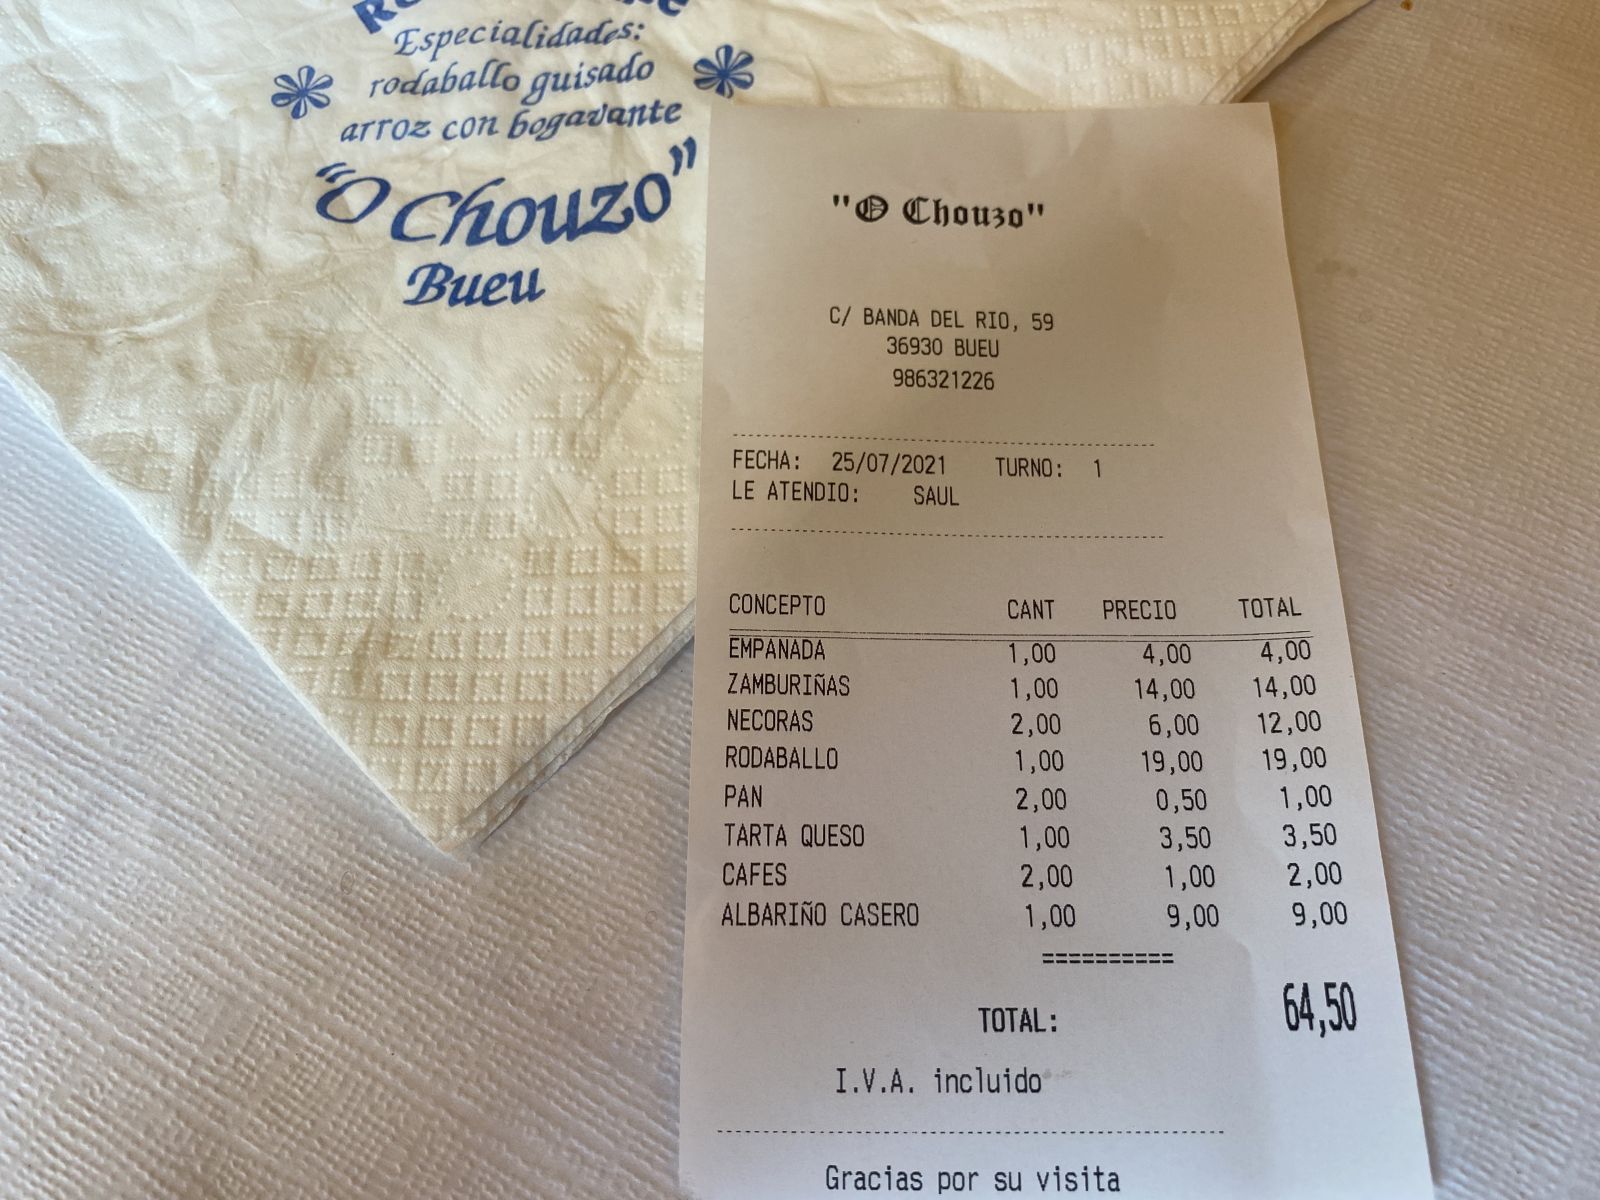 Especialidades:
rodaballo guisado
arroz con bogavante
"O Chouzo"
Bueu
"O Chouzo"
C/ BANDA DEL RIO, 59
36930 BUEU
986321226
FECHA: 25/07/2021 TURNO: 1
LE ATENDIO: SAUL
CONCEPTO CANT PRECIO TOTAL
EMPANADA 1,00 4,00 4,00
ZAMBURIÑAS 1,00 14,00 14,00
NECORAS 2,00 6,00 12,00
RODABALLO 1,00 19,00 19,00
PAN 2,00 0,50 1,00
TARTA QUESO 1,00 3,50 3,50
CAFES 2,00 1,00 2,00
ALBARIÑO CASERO 1,00 9,00 9,00
==========
TOTAL: 64,50
I.V.A. incluido
Gracias por su visita